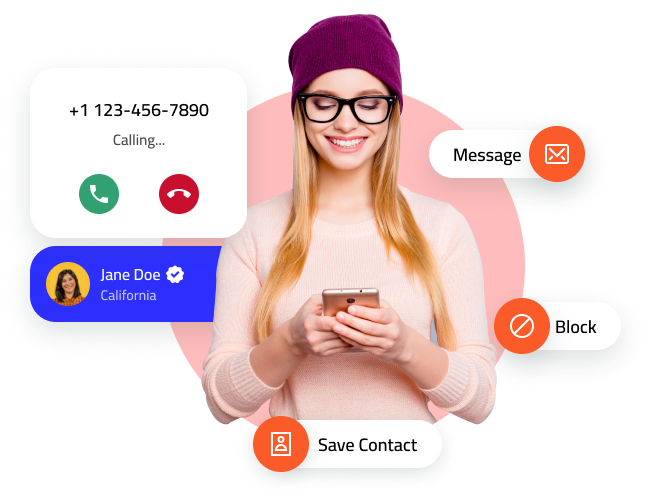 +1 123-456-7890
Calling...
Message
Jane Doe
California
Block
Save Contact